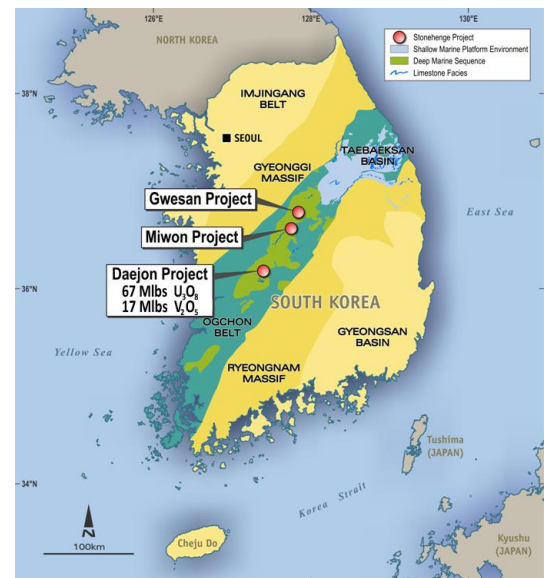 126°E
128°E
130°E
Stonehenge Project
Shallow Marine Platform Environment
Deep Marine Sequence
Limestone Facies
NORTH KOREA
38°N
IMJINGANG
BELT
SEOUL
TAEBAEKSAN
BASIN
GYEONGGI
MASSIF
Gwesan Project
Miwon Project
East Sea
Daejon Project
67 Mlbs U₃O₈
17 Mlbs V₂O₅
36°N
SOUTH KOREA
OGCHON
BELT
GYEONGSAN
BASIN
Yellow Sea
RYEONGNAM
MASSIF
Tushima
(JAPAN)
34°N
Korea Strait
N
100km
Cheju Do
Kyushu
(JAPAN)